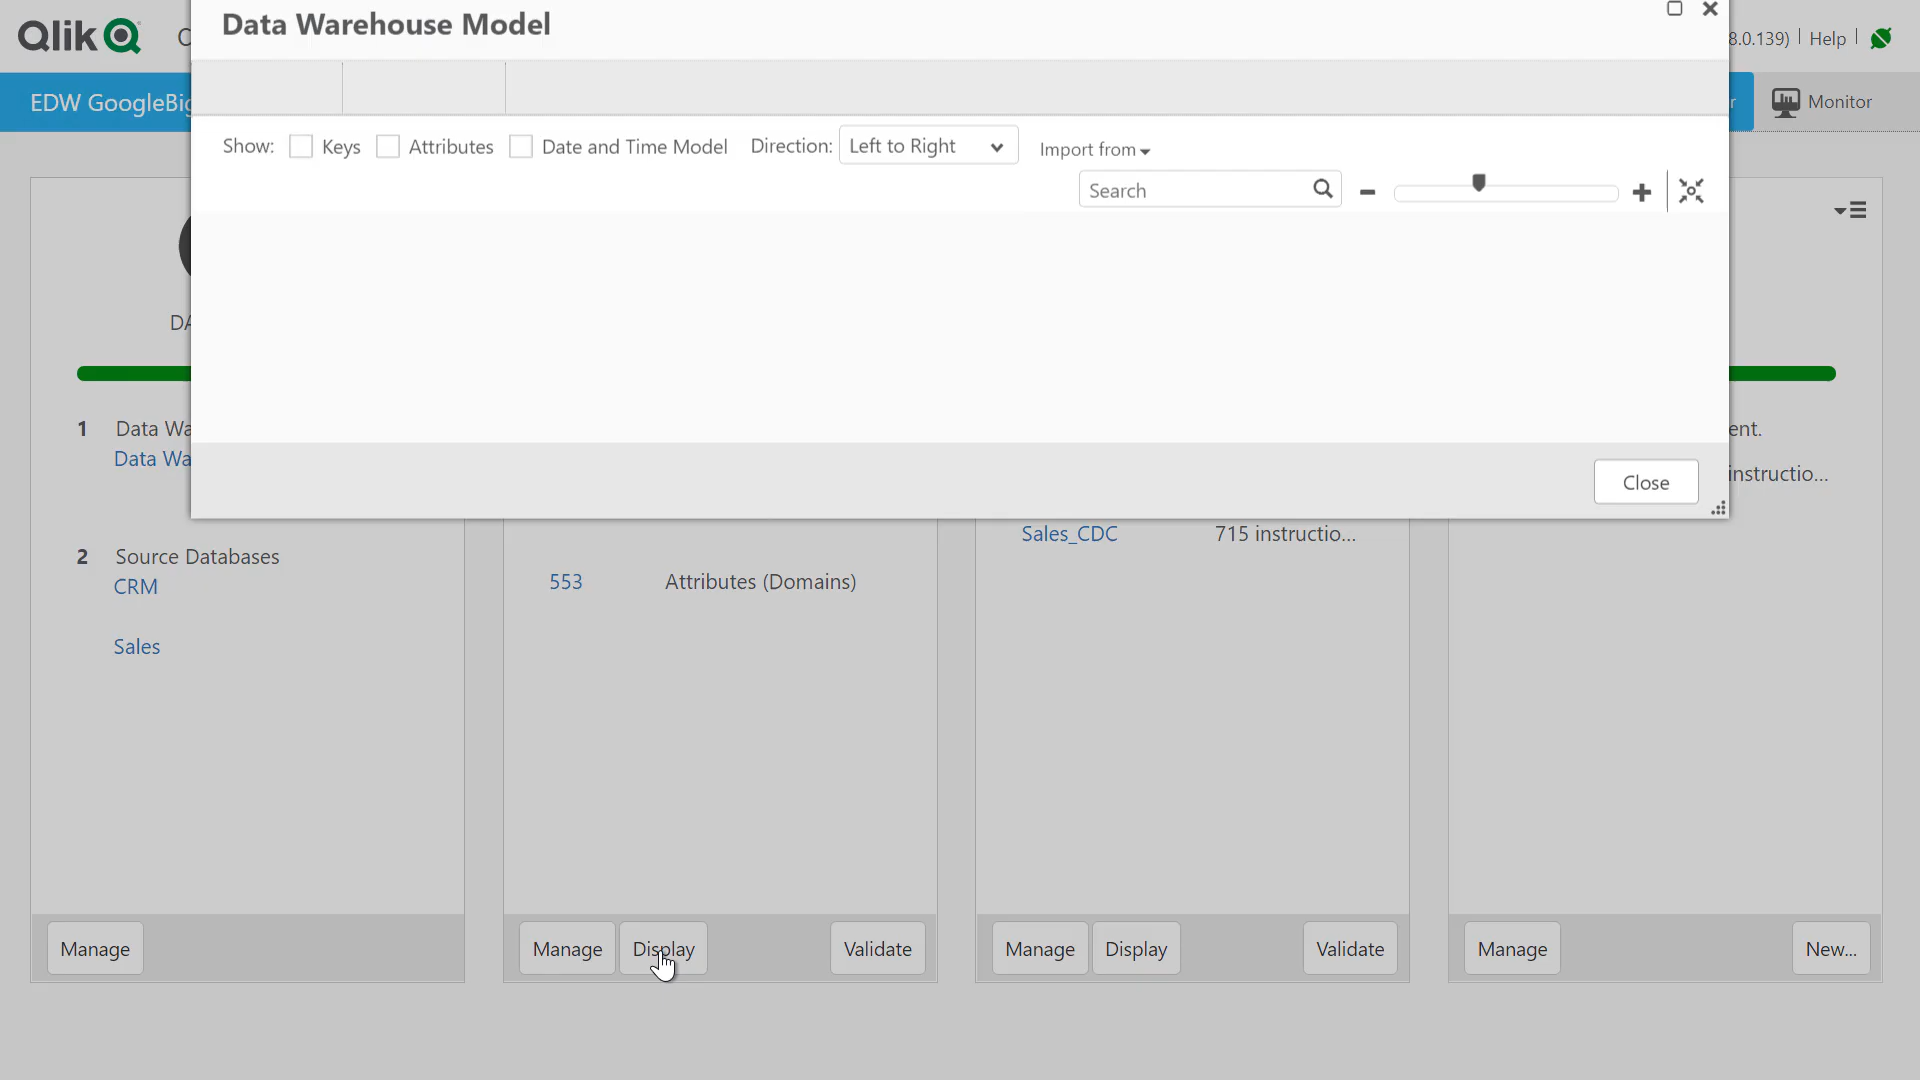 Qlik
Data Warehouse Model
8.0.139) | Help |
EDW GoogleBig
Monitor
Show: Keys Attributes Date and Time Model Direction: Left to Right Import from
Search
1 Data Wa
Data Wa
ent.
instructio...
Close
Sales_CDC 715 instructio...
2 Source Databases
CRM
553 Attributes (Domains)
Sales
Manage
Manage Display Validate
Manage Display Validate
Manage New...